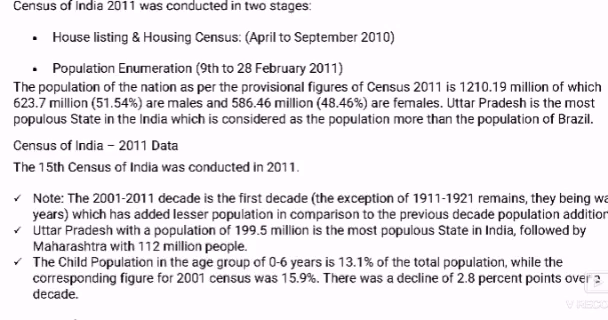 Census of India 2011 was conducted in two stages:
• House listing & Housing Census: (April to September 2010)
• Population Enumeration (9th to 28 February 2011)
The population of the nation as per the provisional figures of Census 2011 is 1210.19 million of which
623.7 million (51.54%) are males and 586.46 million (48.46%) are females. Uttar Pradesh is the most
populous State in the India which is considered as the population more than the population of Brazil.
Census of India – 2011 Data
The 15th Census of India was conducted in 2011.
✓ Note: The 2001-2011 decade is the first decade (the exception of 1911-1921 remains, they being wa
years) which has added lesser population in comparison to the previous decade population addition
✓ Uttar Pradesh with a population of 199.5 million is the most populous State in India, followed by
Maharashtra with 112 million people.
✓ The Child Population in the age group of 0-6 years is 13.1% of the total population, while the
corresponding figure for 2001 census was 15.9%. There was a decline of 2.8 percent points over
decade.